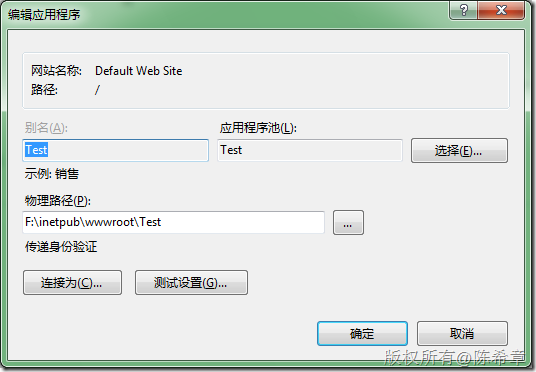 编辑应用程序
网站名称: Default Web Site
路径: /
别名(A): 应用程序池(L):
Test Test 选择(E)...
示例: 销售
物理路径(P):
F:\inetpub\wwwroot\Test ...
传递身份验证
连接为(C)... 测试设置(G)...
确定 取消
版权所有@陈希章